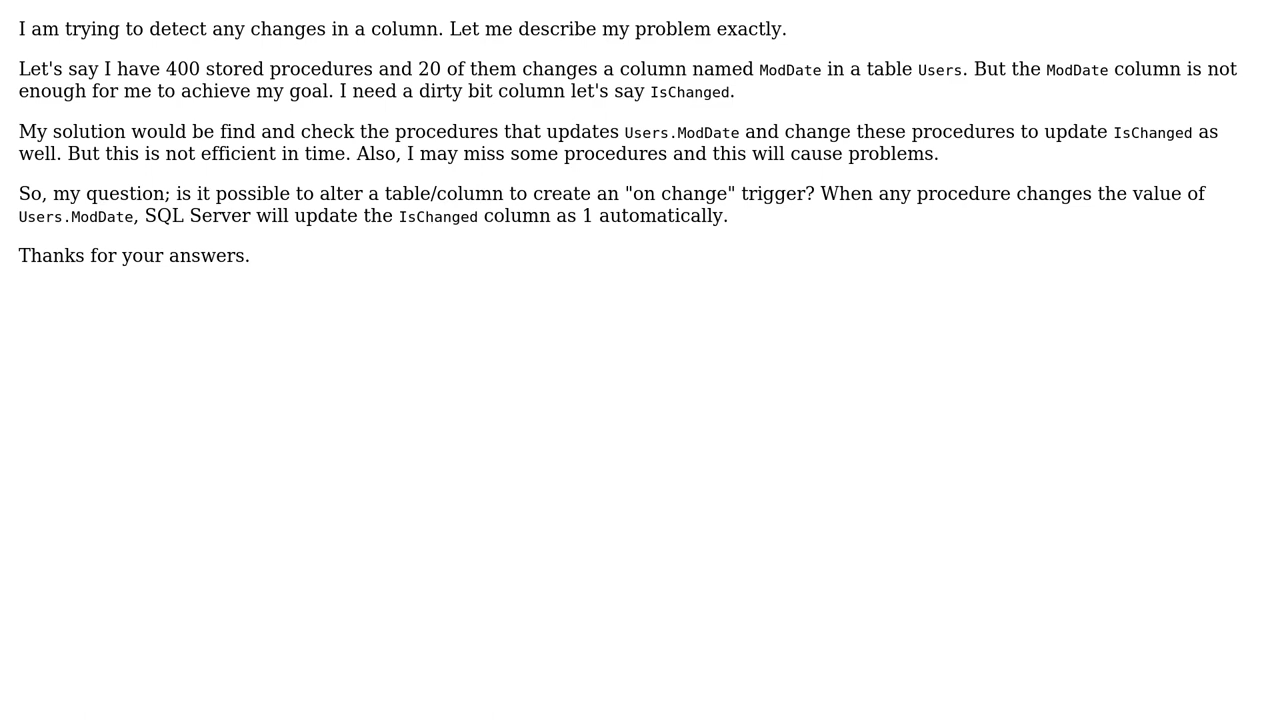 I am trying to detect any changes in a column. Let me describe my problem exactly.
Let's say I have 400 stored procedures and 20 of them changes a column named ModDate in a table Users. But the ModDate column is not
enough for me to achieve my goal. I need a dirty bit column let's say IsChanged.
My solution would be find and check the procedures that updates Users.ModDate and change these procedures to update IsChanged as
well. But this is not efficient in time. Also, I may miss some procedures and this will cause problems.
So, my question; is it possible to alter a table/column to create an "on change" trigger? When any procedure changes the value of
Users.ModDate, SQL Server will update the IsChanged column as 1 automatically.
Thanks for your answers.